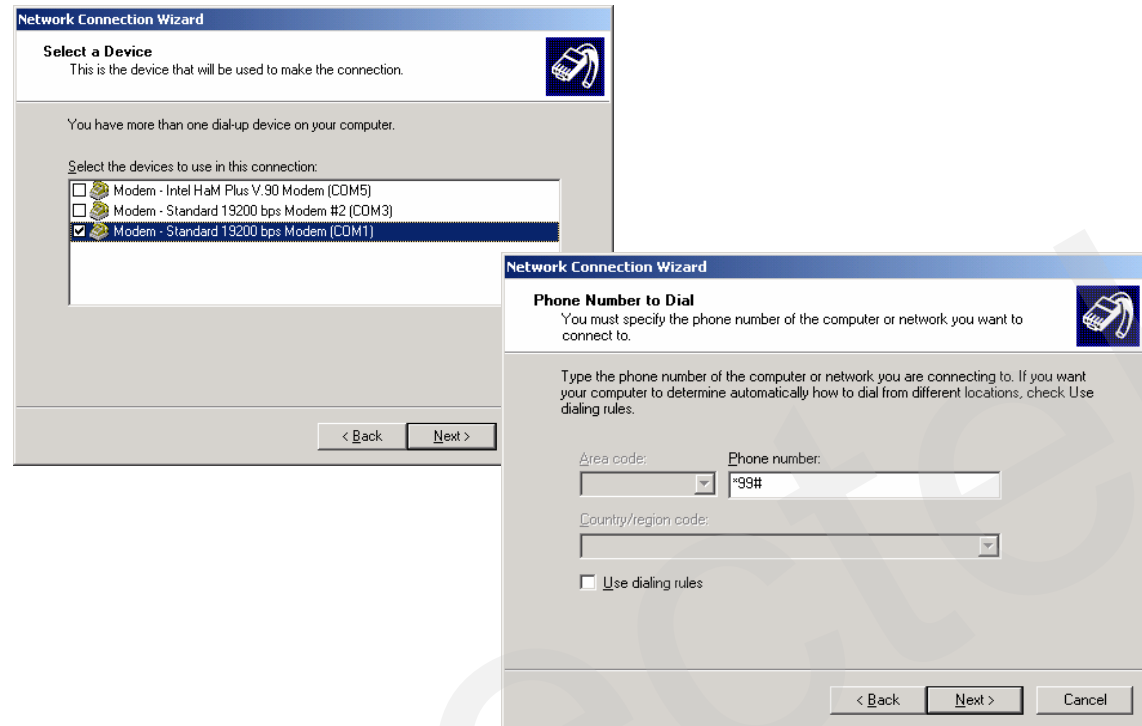 Network Connection Wizard
Select a Device
This is the device that will be used to make the connection.
You have more than one dial-up device on your computer.
Select the devices to use in this connection:
Modem - Intel HaM Plus V.90 Modem (COM5)
Modem - Standard 19200 bps Modem #2 (COM3)
Modem - Standard 19200 bps Modem (COM1)
< Back
Next >
Network Connection Wizard
Phone Number to Dial
You must specify the phone number of the computer or network you want to
connect to.
Type the phone number of the computer or network you are connecting to. If you want
your computer to determine automatically how to dial from different locations, check Use
dialing rules.
Area code:
Phone number:
*99#
Country/region code:
Use dialing rules
< Back
Next >
Cancel